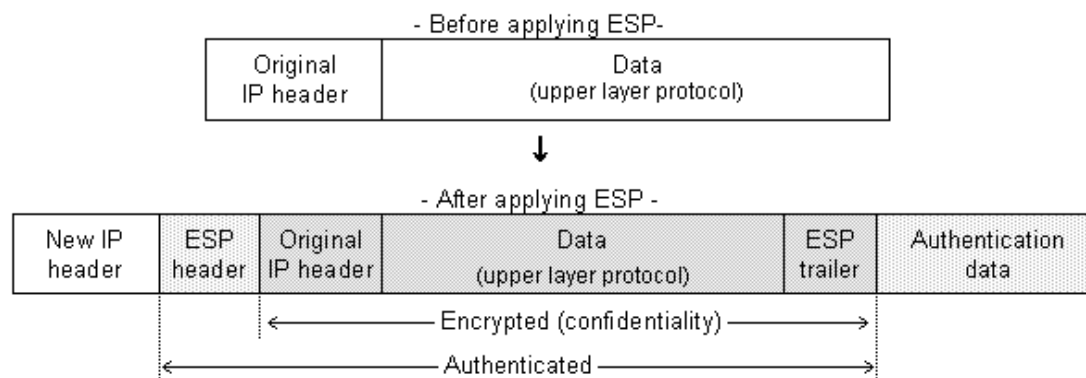 - Before applying ESP-
Original IP header
Data
(upper layer protocol)
- After applying ESP -
New IP header
ESP header
Original IP header
Data
(upper layer protocol)
ESP trailer
Authentication data
Encrypted (confidentiality)
Authenticated